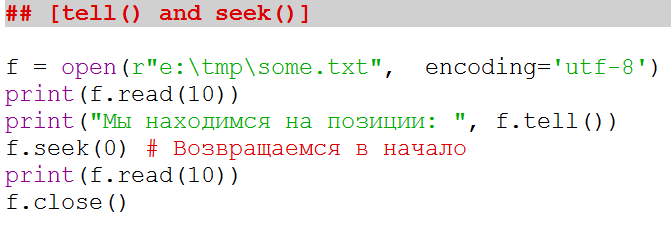 ## [tell() and seek()]
f = open(r"e:\tmp\some.txt",  encoding='utf-8')
print(f.read(10))
print("Мы находимся на позиции: ", f.tell())
f.seek(0) # Возвращаемся в начало
print(f.read(10))
f.close()